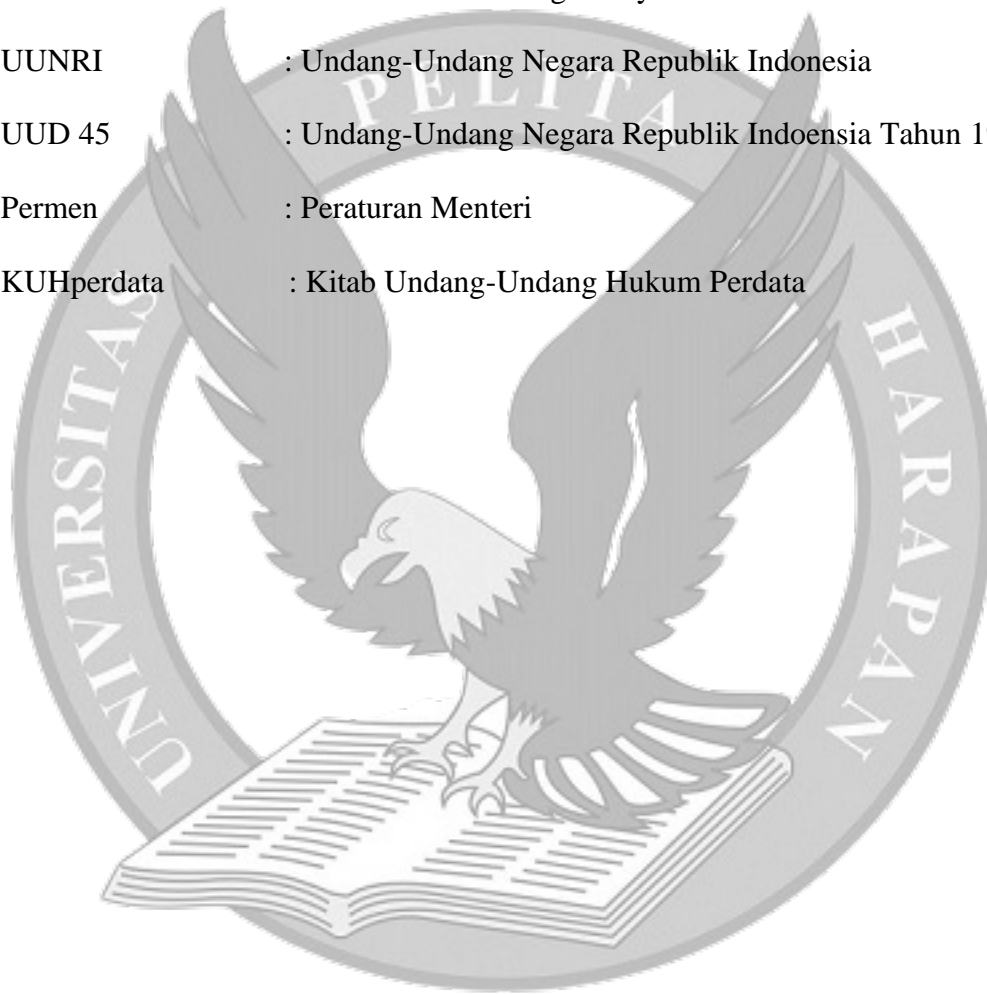 UUNRI : Undang-Undang Negara Republik Indonesia
UUD 45 : Undang-Undang Negara Republik Indoensia Tahun
Permen : Peraturan Menteri
KUHperdata : Kitab Undang-Undang Hukum Perdata
UNIVERSITAS PELITA HARAPAN